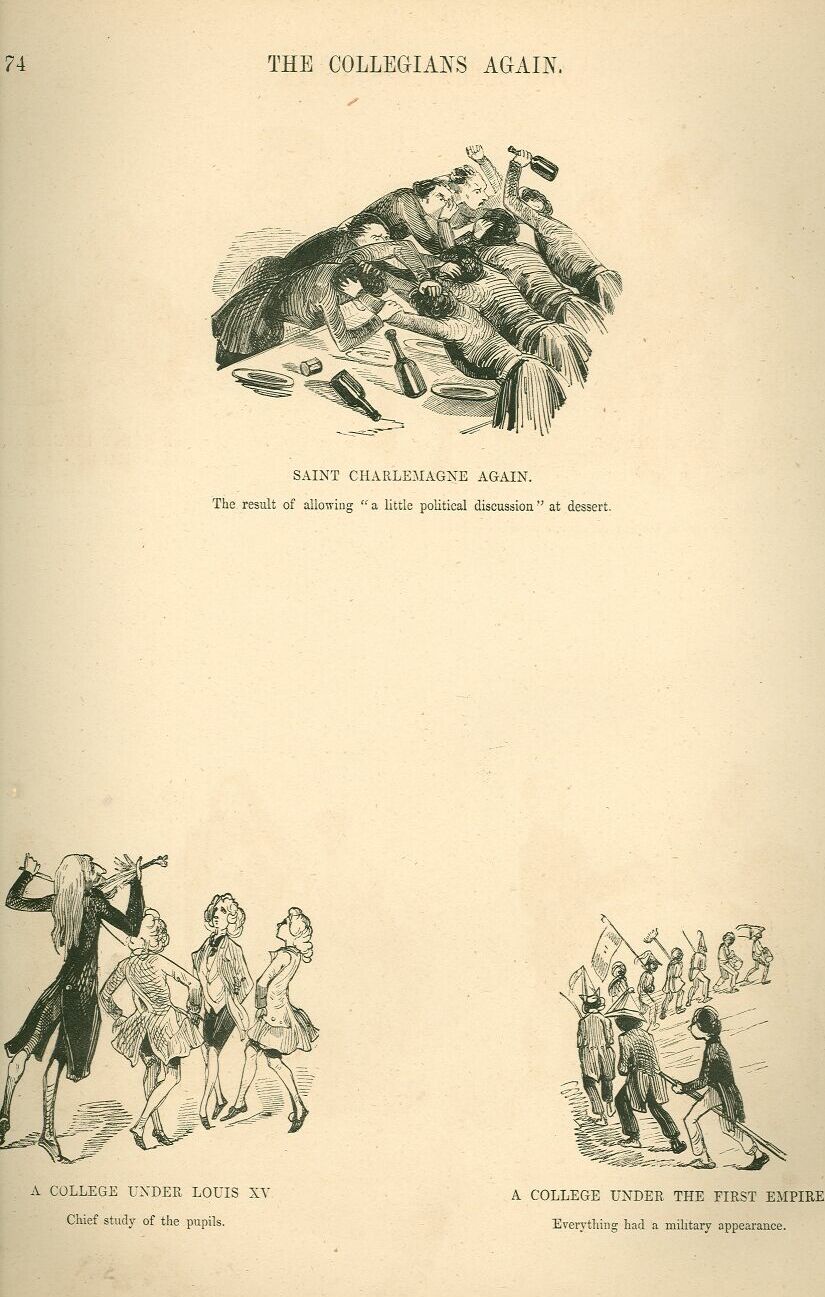 74
THE COLLEGIANS AGAIN.
SAINT CHARLEMAGNE AGAIN.
The result of allowing “a little political discussion” at dessert.
A COLLEGE UNDER LOUIS XV
Chief study of the pupils.
A COLLEGE UNDER THE FIRST EMPIRE
Everything had a military appearance.